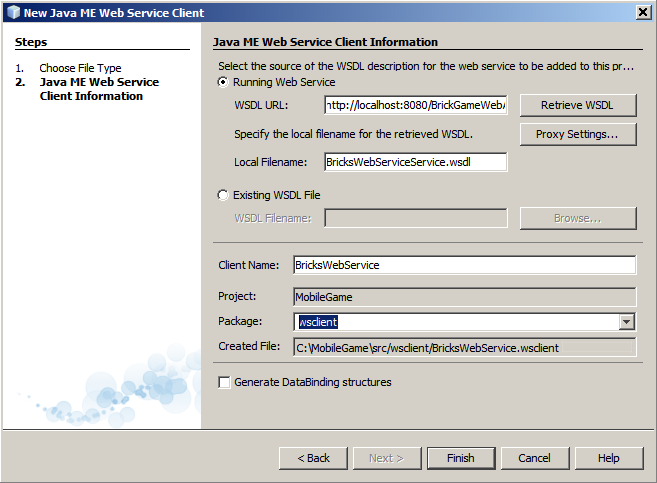 New Java ME Web Service Client
Steps
1. Choose File Type
2. Java ME Web Service
Client Information
Java ME Web Service Client Information
Select the source of the WSDL description for the web service to be added to this pr...
Running Web Service
WSDL URL: http://localhost:8080/BrickGameWebA Retrieve WSDL
Specify the local filename for the retrieved WSDL. Proxy Settings...
Local Filename: BricksWebServiceService.wsdl
Existing WSDL File
WSDL Filename: Browse...
Client Name: BricksWebService
Project: MobileGame
Package: wsclient
Created File: C:\MobileGame\src/wsclient/BricksWebService.wsclient
Generate DataBinding structures
< Back Next > Finish Cancel Help